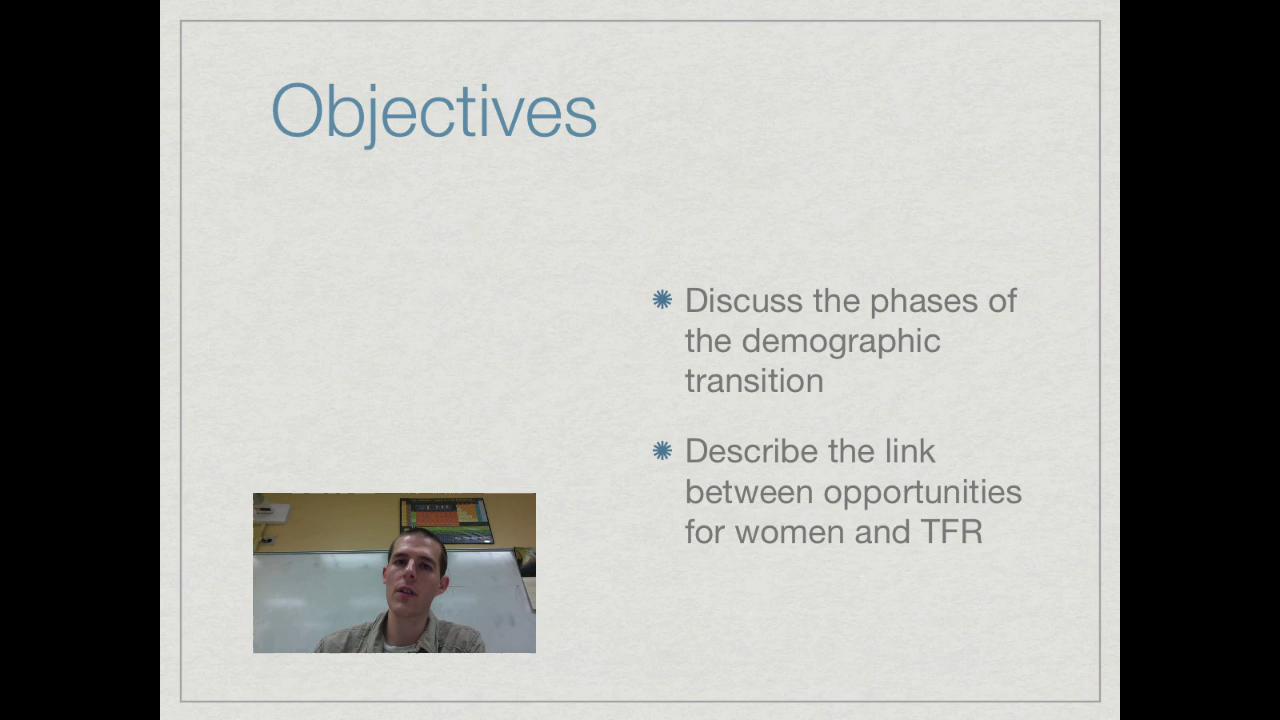 Objectives
Discuss the phases of
the demographic
transition
Describe the link
between opportunities
for women and TFR